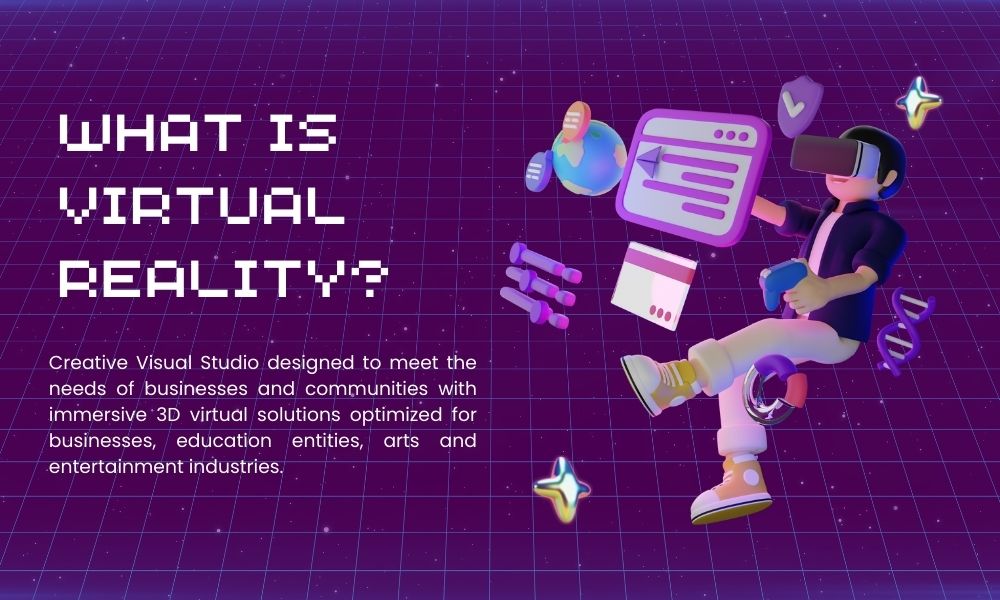 WHAT IS
VIRTUAL
REALITY?
Creative Visual Studio designed to meet the
needs of businesses and communities with
immersive 3D virtual solutions optimized for
businesses, education entities, arts and
entertainment industries.